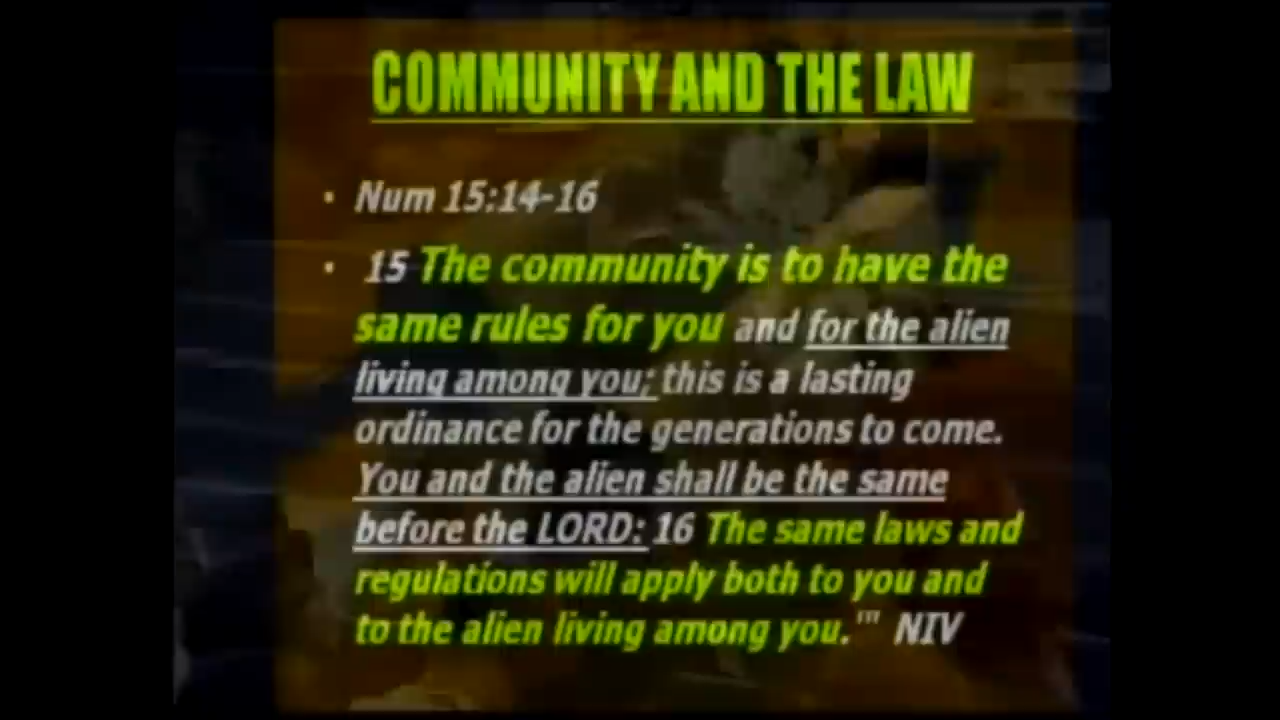 COMMUNITY AND THE LAW
• Num 15:14-16
• 15 The community is to have the
same rules for you and for the alien
living among you; this is a lasting
ordinance for the generations to come.
You and the alien shall be the same
before the LORD: 16 The same laws and
regulations will apply both to you and
to the alien living among you.'" NIV